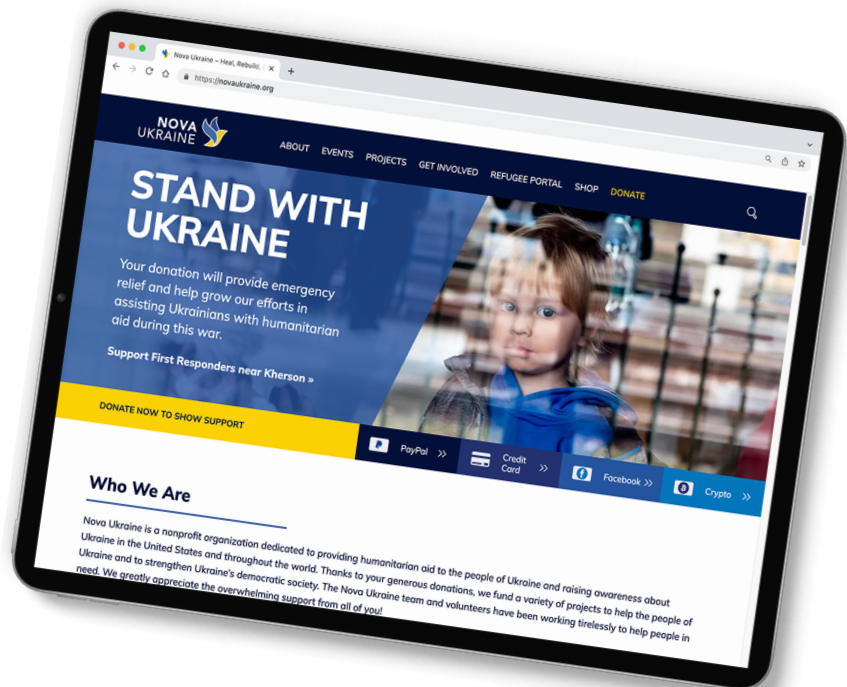 Nova Ukraine – Heal, Rebuild,
https://novaukraine.org
NOVA
UKRAINE
ABOUT EVENTS PROJECTS GET INVOLVED REFUGEE PORTAL SHOP DONATE
STAND WITH
UKRAINE
Your donation will provide emergency
relief and help grow our efforts in
assisting Ukrainians with humanitarian
aid during this war.
Support First Responders near Kherson »
DONATE NOW TO SHOW SUPPORT
PayPal »
Credit
Card »
Facebook »
Crypto »
Who We Are
Nova Ukraine is a nonprofit organization dedicated to providing humanitarian aid to the people of Ukraine and raising awareness about
Ukraine in the United States and throughout the world. Thanks to your generous donations, we fund a variety of projects to help the people of
Ukraine and to strengthen Ukraine's democratic society. The Nova Ukraine team and volunteers have been working tirelessly to help people in
need. We greatly appreciate the overwhelming support from all of you!